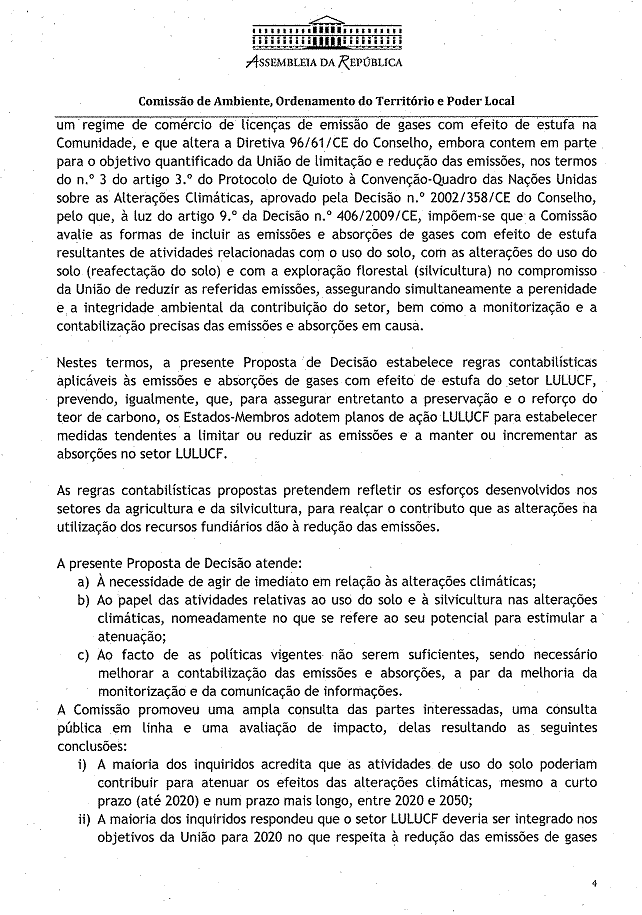 ASSEMBLEIA DA REPÚBLICA
Comissão de Ambiente, Ordenamento do Território e Poder Local
um regime de comércio de licenças de emissão de gases com efeito de estufa na
Comunidade, e que altera a Diretiva 96/61/CE do Conselho, embora contem em parte
para o objetivo quantificado da União de limitação e redução das emissões, nos termos
do n.º 3 do artigo 3.º do Protocolo de Quioto à Convenção-Quadro das Nações Unidas
sobre as Alterações Climáticas, aprovado pela Decisão n.º 2002/358/CE do Conselho,
pelo que, à luz do artigo 9.º da Decisão n.º 406/2009/CE, impõem-se que a Comissão
avalie as formas de incluir as emissões e absorções de gases com efeito de estufa
resultantes de atividades relacionadas com o uso do solo, com as alterações do uso do
solo (reafectação do solo) e com a exploração florestal (silvicultura) no compromisso
da União de reduzir as referidas emissões, assegurando simultaneamente a perenidade
e a integridade ambiental da contribuição do setor, bem como a monitorização e a
contabilização precisas das emissões e absorções em causa.
Nestes termos, a presente Proposta de Decisão estabelece regras contabilísticas
aplicáveis às emissões e absorções de gases com efeito de estufa do setor LULUCF,
prevendo, igualmente, que, para assegurar entretanto a preservação e o reforço do
teor de carbono, os Estados-Membros adotem planos de ação LULUCF para estabelecer
medidas tendentes a limitar ou reduzir as emissões e a manter ou incrementar as
absorções no setor LULUCF.
As regras contabilísticas propostas pretendem refletir os esforços desenvolvidos nos
setores da agricultura e da silvicultura, para realçar o contributo que as alterações na
utilização dos recursos fundiários dão à redução das emissões.
A presente Proposta de Decisão atende:
a) À necessidade de agir de imediato em relação às alterações climáticas;
b) Ao papel das atividades relativas ao uso do solo e à silvicultura nas alterações
climáticas, nomeadamente no que se refere ao seu potencial para estimular a
atenuação;
c) Ao facto de as políticas vigentes não serem suficientes, sendo necessário
melhorar a contabilização das emissões e absorções, a par da melhoria da
monitorização e da comunicação de informações.
A Comissão promoveu uma ampla consulta das partes interessadas, uma consulta
pública em linha e uma avaliação de impacto, delas resultando as seguintes
conclusões:
i) A maioria dos inquiridos acredita que as atividades de uso do solo poderiam
contribuir para atenuar os efeitos das alterações climáticas, mesmo a curto
prazo (até 2020) e num prazo mais longo, entre 2020 e 2050;
ii) A maioria dos inquiridos respondeu que o setor LULUCF deveria ser integrado nos
objetivos da União para 2020 no que respeita à redução das emissões de gases
4